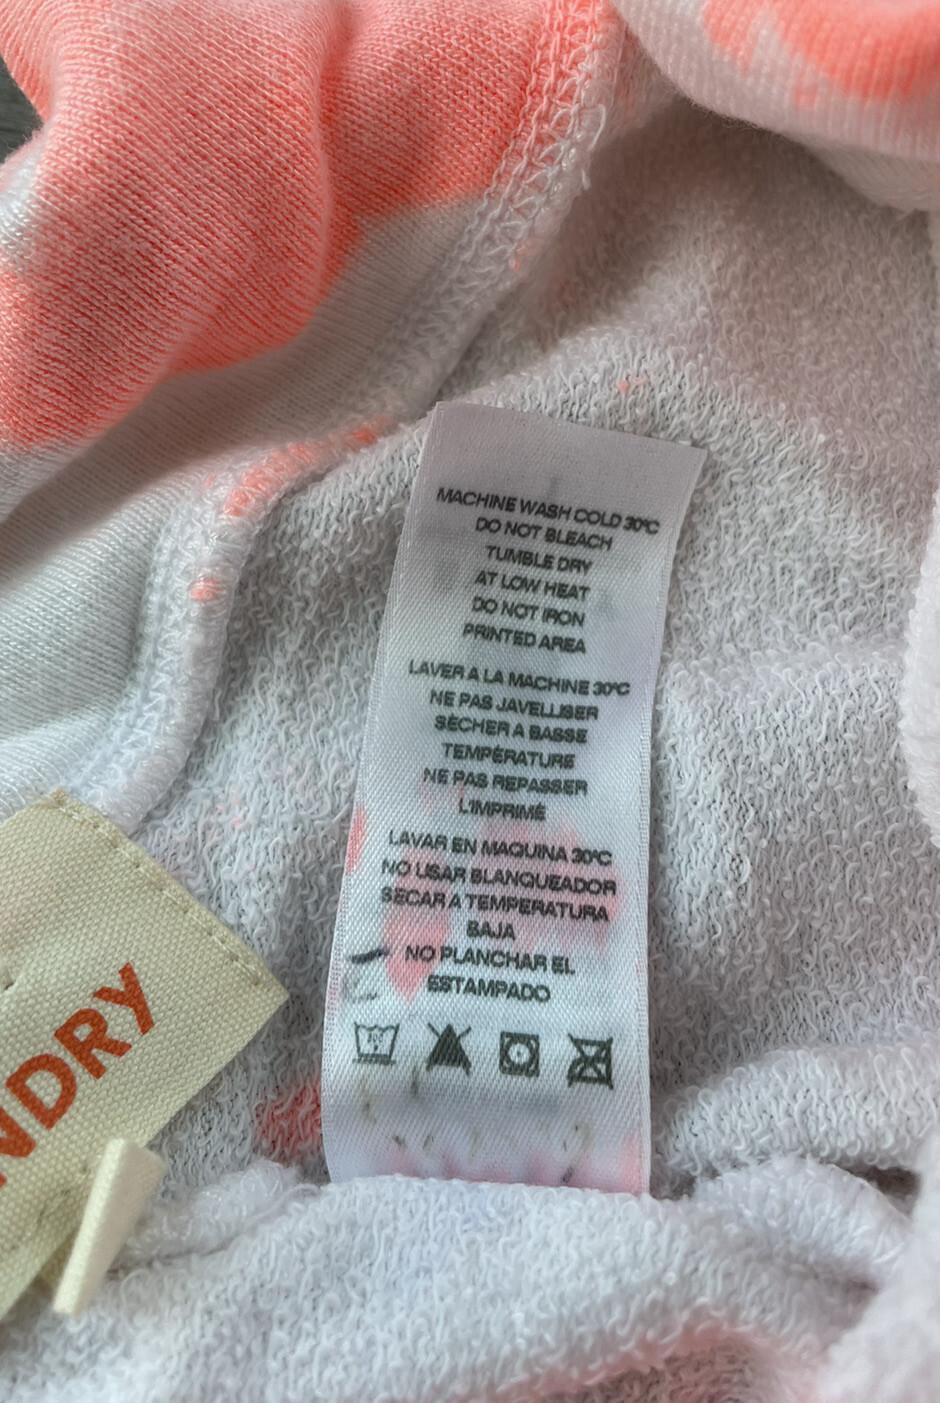 MACHINE WASH COLD 30°C
DO NOT BLEACH
TUMBLE DRY
AT LOW HEAT
DO NOT IRON
PRINTED AREA
LAVER A LA MACHINE 30°C
NE PAS JAVELLISER
SECHER A BASSE
TEMPÉRATURE
NE PAS REPASSER
L'IMPRIMÉ
LAVAR EN MAQUINA 30°C
NO USAR BLANQUEADOR
SECAR A TEMPERATURA
BAJA
NO PLANCHAR EL
ESTAMPADO
NDRY